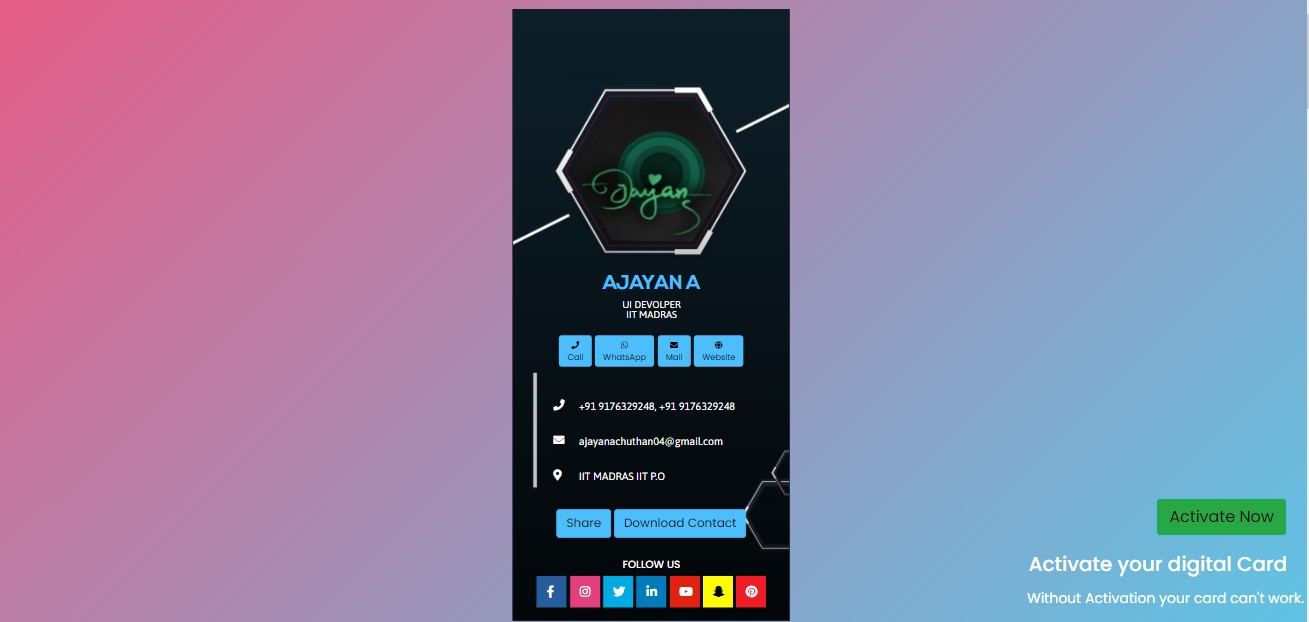 Jayan
AJAYAN A
UI DEVOLPER
IIT MADRAS
Call WhatsApp Mail Website
+91 9176329248, +91 9176329248
ajayanachuthan04@gmail.com
IIT MADRAS IIT P.O
Share Download Contact
FOLLOW US
Activate Now
Activate your digital Card
Without Activation your card can't work.